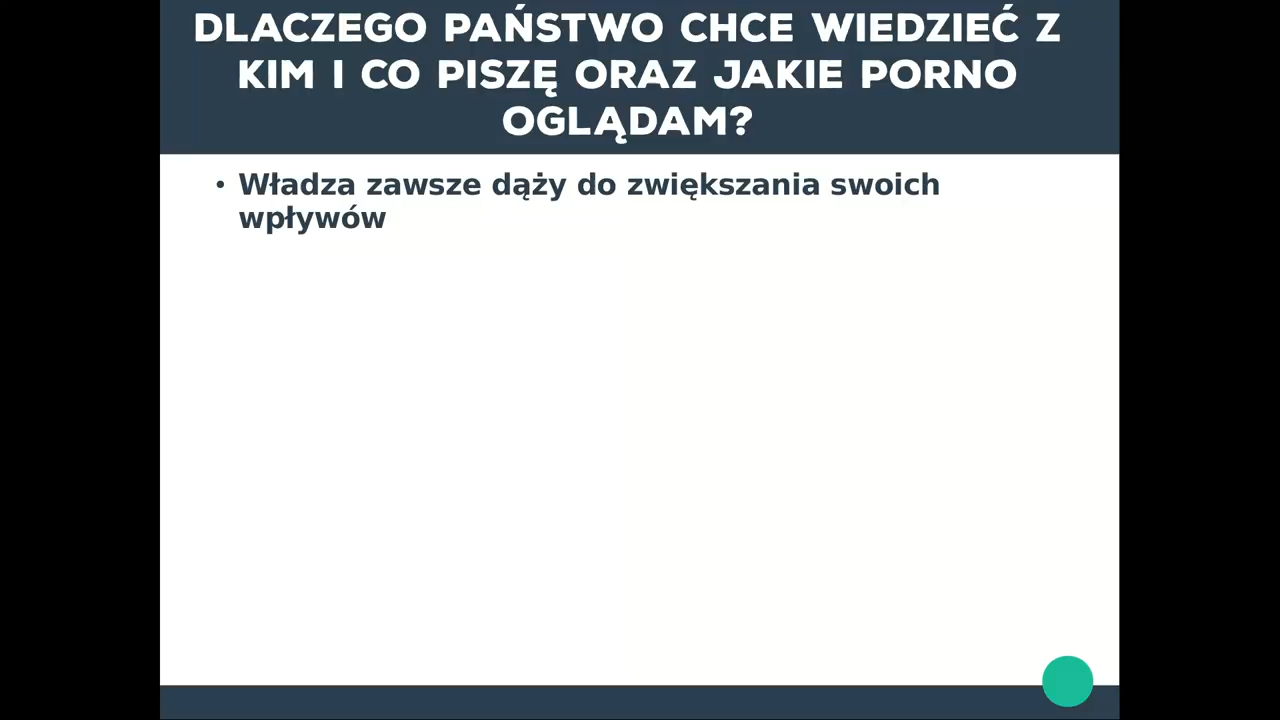 DLACZEGO PAŃSTWO CHCE WIEDZIEĆ Z
KIM I CO PISZĘ ORAZ JAKIE PORNO
OGLĄDAM?
• Władza zawsze dąży do zwiększania swoich
wpływów